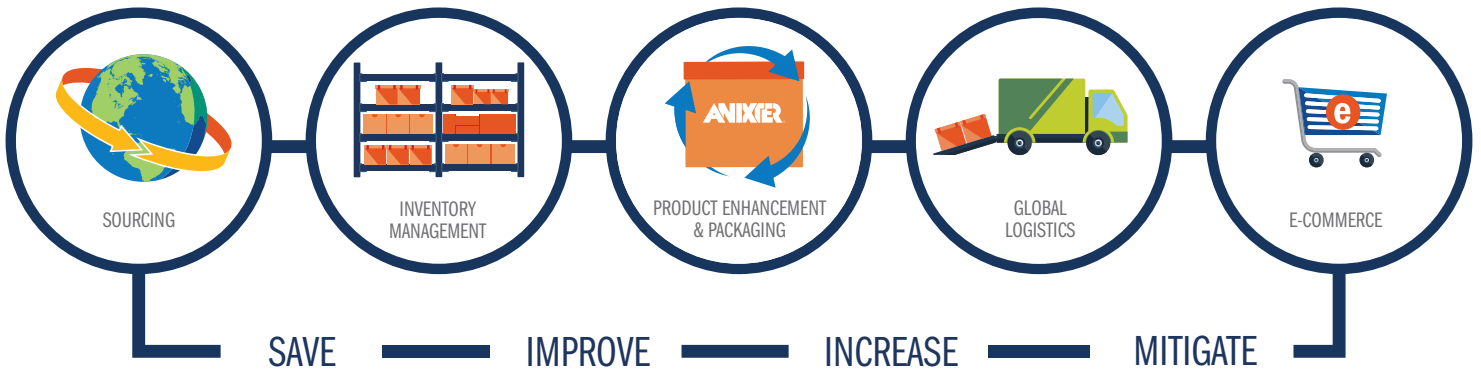 ANIXTER
e
SOURCING
INVENTORY
MANAGEMENT
PRODUCT ENHANCEMENT
& PACKAGING
GLOBAL
LOGISTICS
E-COMMERCE
SAVE
IMPROVE
INCREASE
MITIGATE